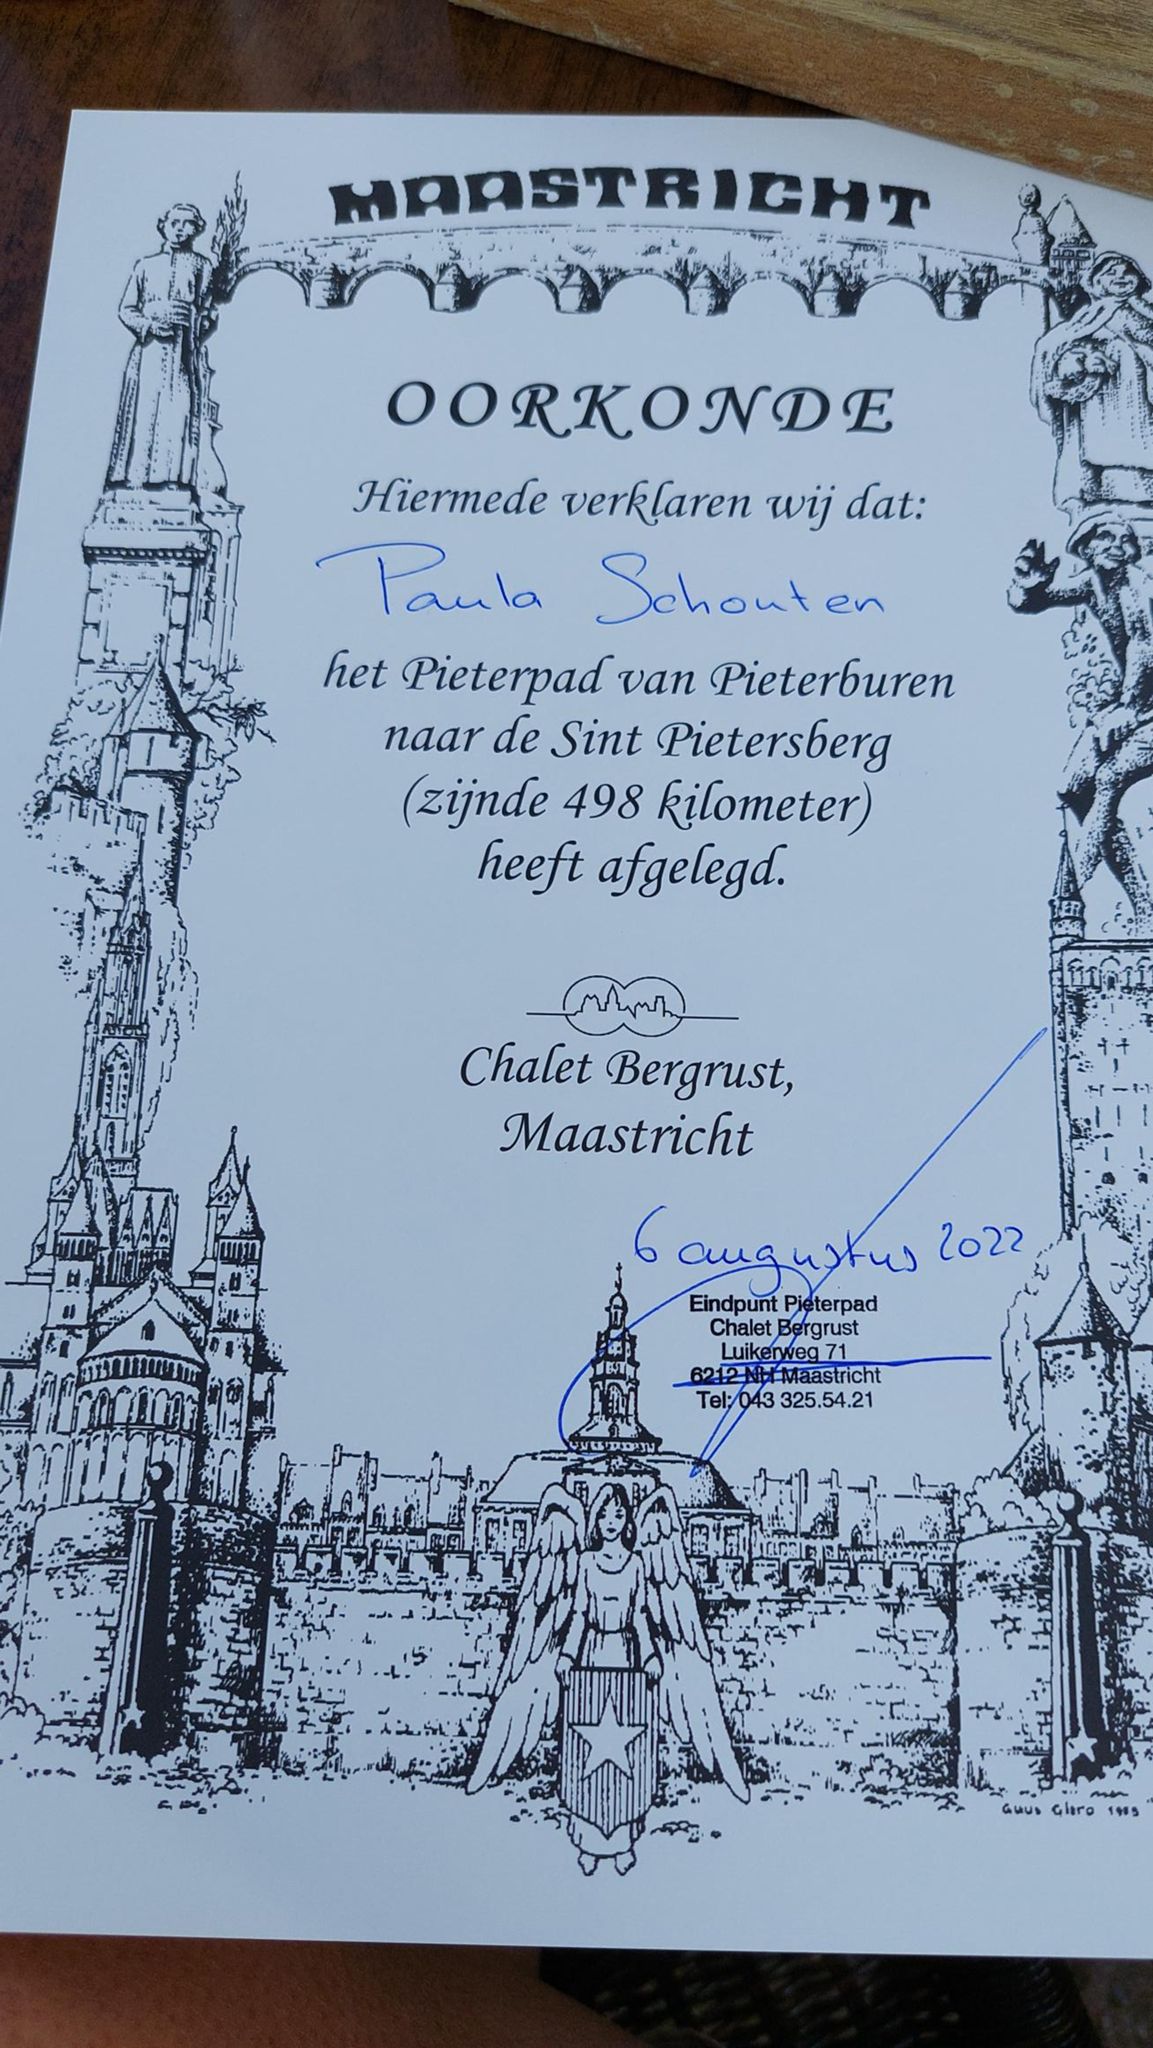 MAASTRICHT
OORKONDE
Hiermede verklaren wij dat:
Paula Schouten
het Pieterpad van Pieterburen
naar de Sint Pietersberg
(zijnde 498 kilometer)
heeft afgelegd.
Chalet Bergrust,
Maastricht
6 augustus 2022
Eindpunt Pieterpad
Chalet Bergrust
Luikerweg 71
6212 NH Maastricht
Tel: 043 325.54.21